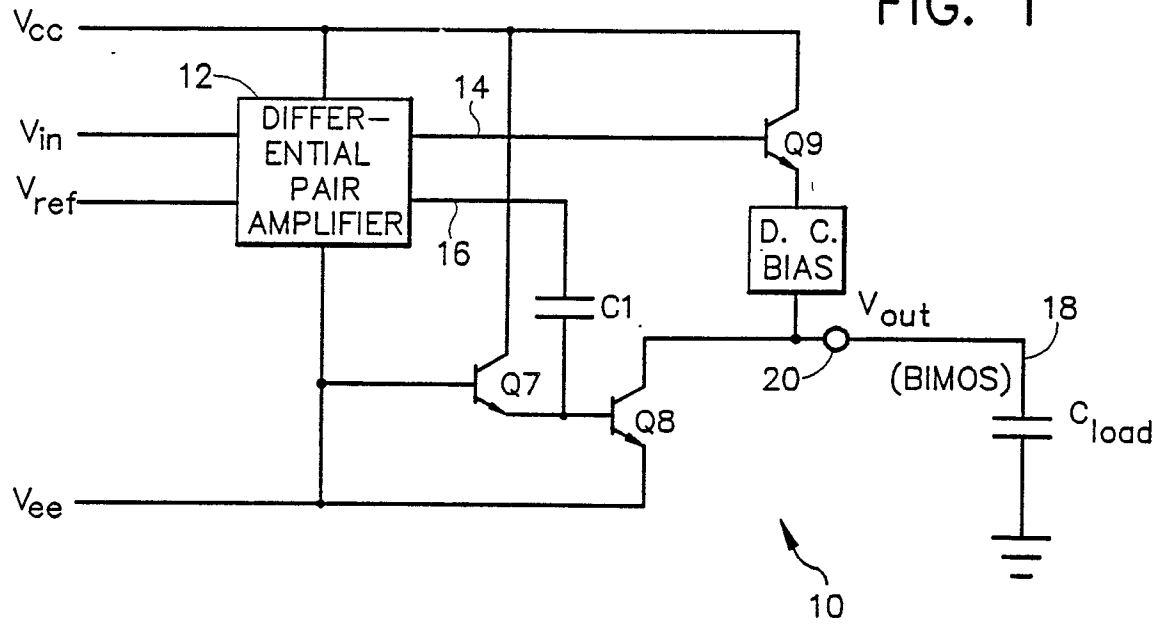 FIG. 1
Vcc
12
14
DIFFER-
ENTIAL
PAIR
AMPLIFIER
Vin
Vref
16
Q9
D. C.
BIAS
C1
Vout
18
20
(BIMOS)
Q7
Q8
Cload
Vee
10